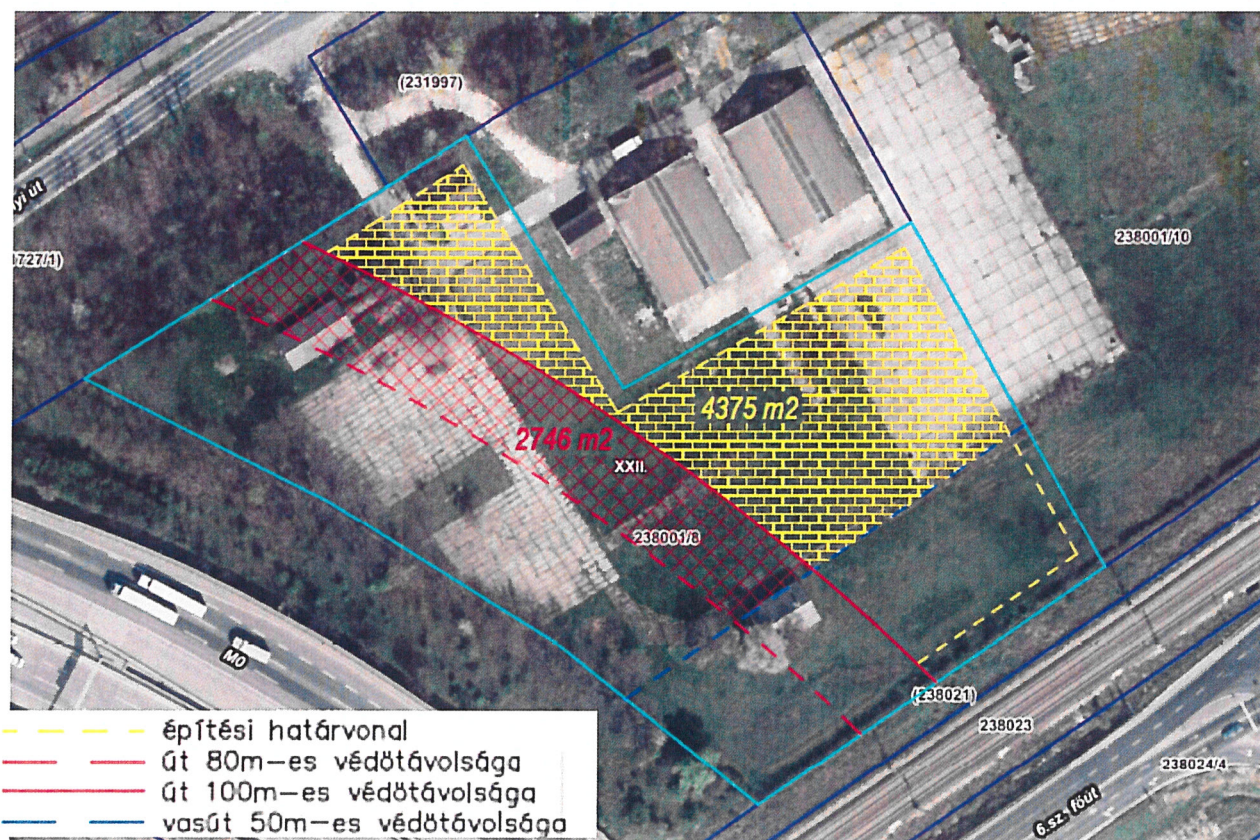 (231997)
yi út
238001/10
727/1)
4375 m2
2746 m2
XXII.
238001/8
M0
(238021)
238023
238024/4
6.sz. főút
építési határvonal
út 80m-es védőtávolsága
út 100m-es védőtávolsága
vasút 50m-es védőtávolsága